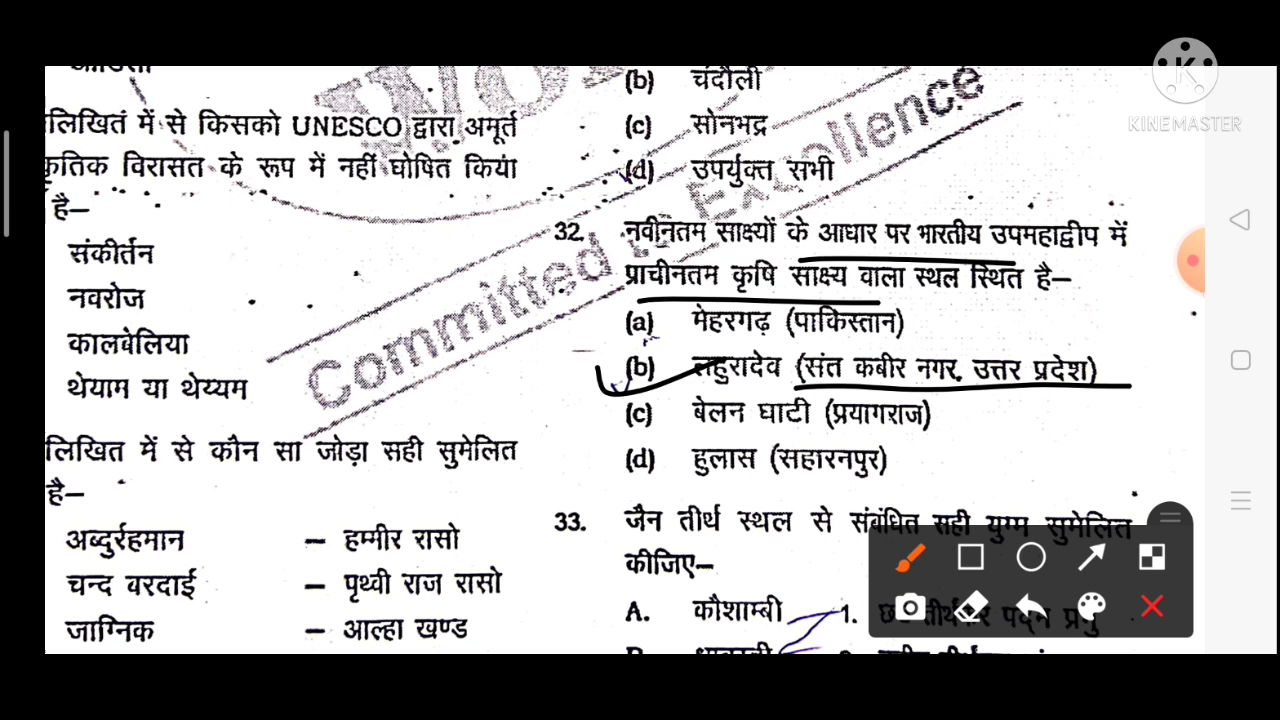 लिखित में से किसको UNESCO द्वारा अमूर्त
कृतिक विरासत के रूप में नहीं घोषित किया
है—
संकीर्तन
नवरोज
कालबेलिया
थेयाम या थेय्यम
लिखित में से कौन सा जोड़ा सही सुमेलित
है—
अब्दुर्रहमान — हम्मीर रासो
चन्द बरदाई — पृथ्वी राज रासो
जाग्निक — आल्हा खण्ड
(b) चंदौली
(c) सोनभद्र
(d) उपर्युक्त सभी
32. नवीनतम साक्ष्यों के आधार पर भारतीय उपमहाद्वीप में
प्राचीनतम कृषि साक्ष्य वाला स्थल स्थित है—
(a) मेहरगढ़ (पाकिस्तान)
(b) लहुरादेव (संत कबीर नगर, उत्तर प्रदेश)
(c) बेलन घाटी (प्रयागराज)
(d) हुलास (सहारनपुर)
33. जैन तीर्थ स्थल से संबंधित सही युग्म सुमेलित
कीजिए—
A. कौशाम्बी 1.
Committed to Excellence
KINEMASTER